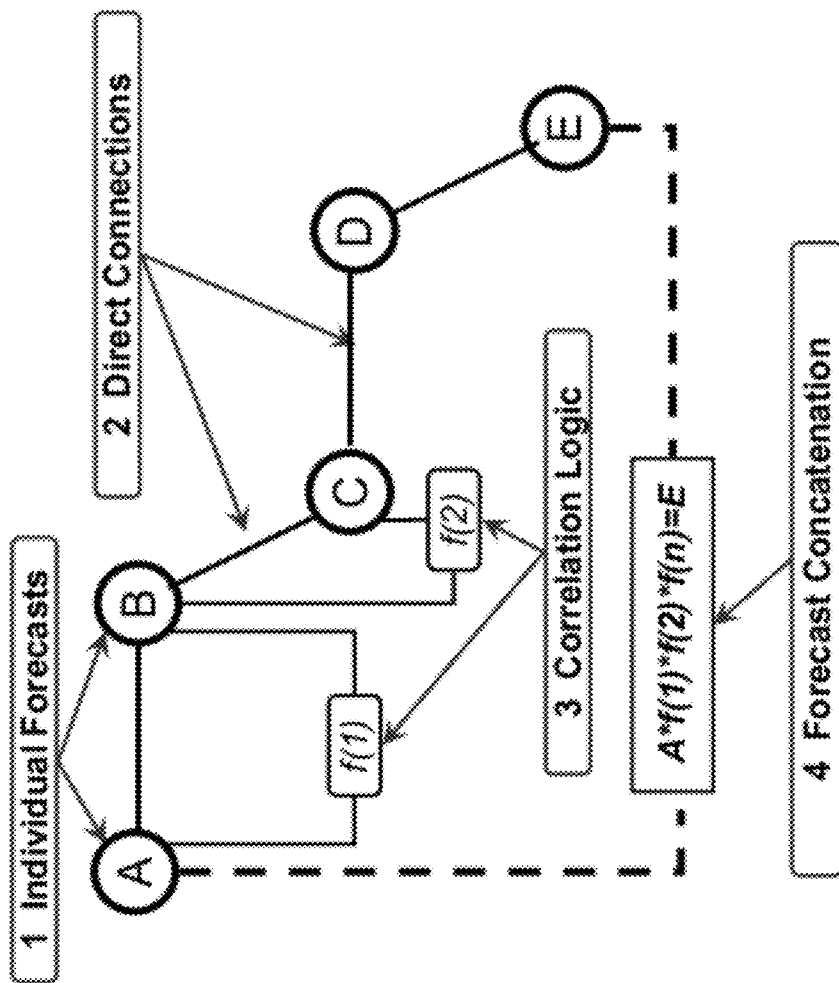 1 Individual Forecasts
2 Direct Connections
A
B
C
D
E
f(1)
f(2)
3 Correlation Logic
A*f(1)*f(2)*f(n)=E
4 Forecast Concatenation